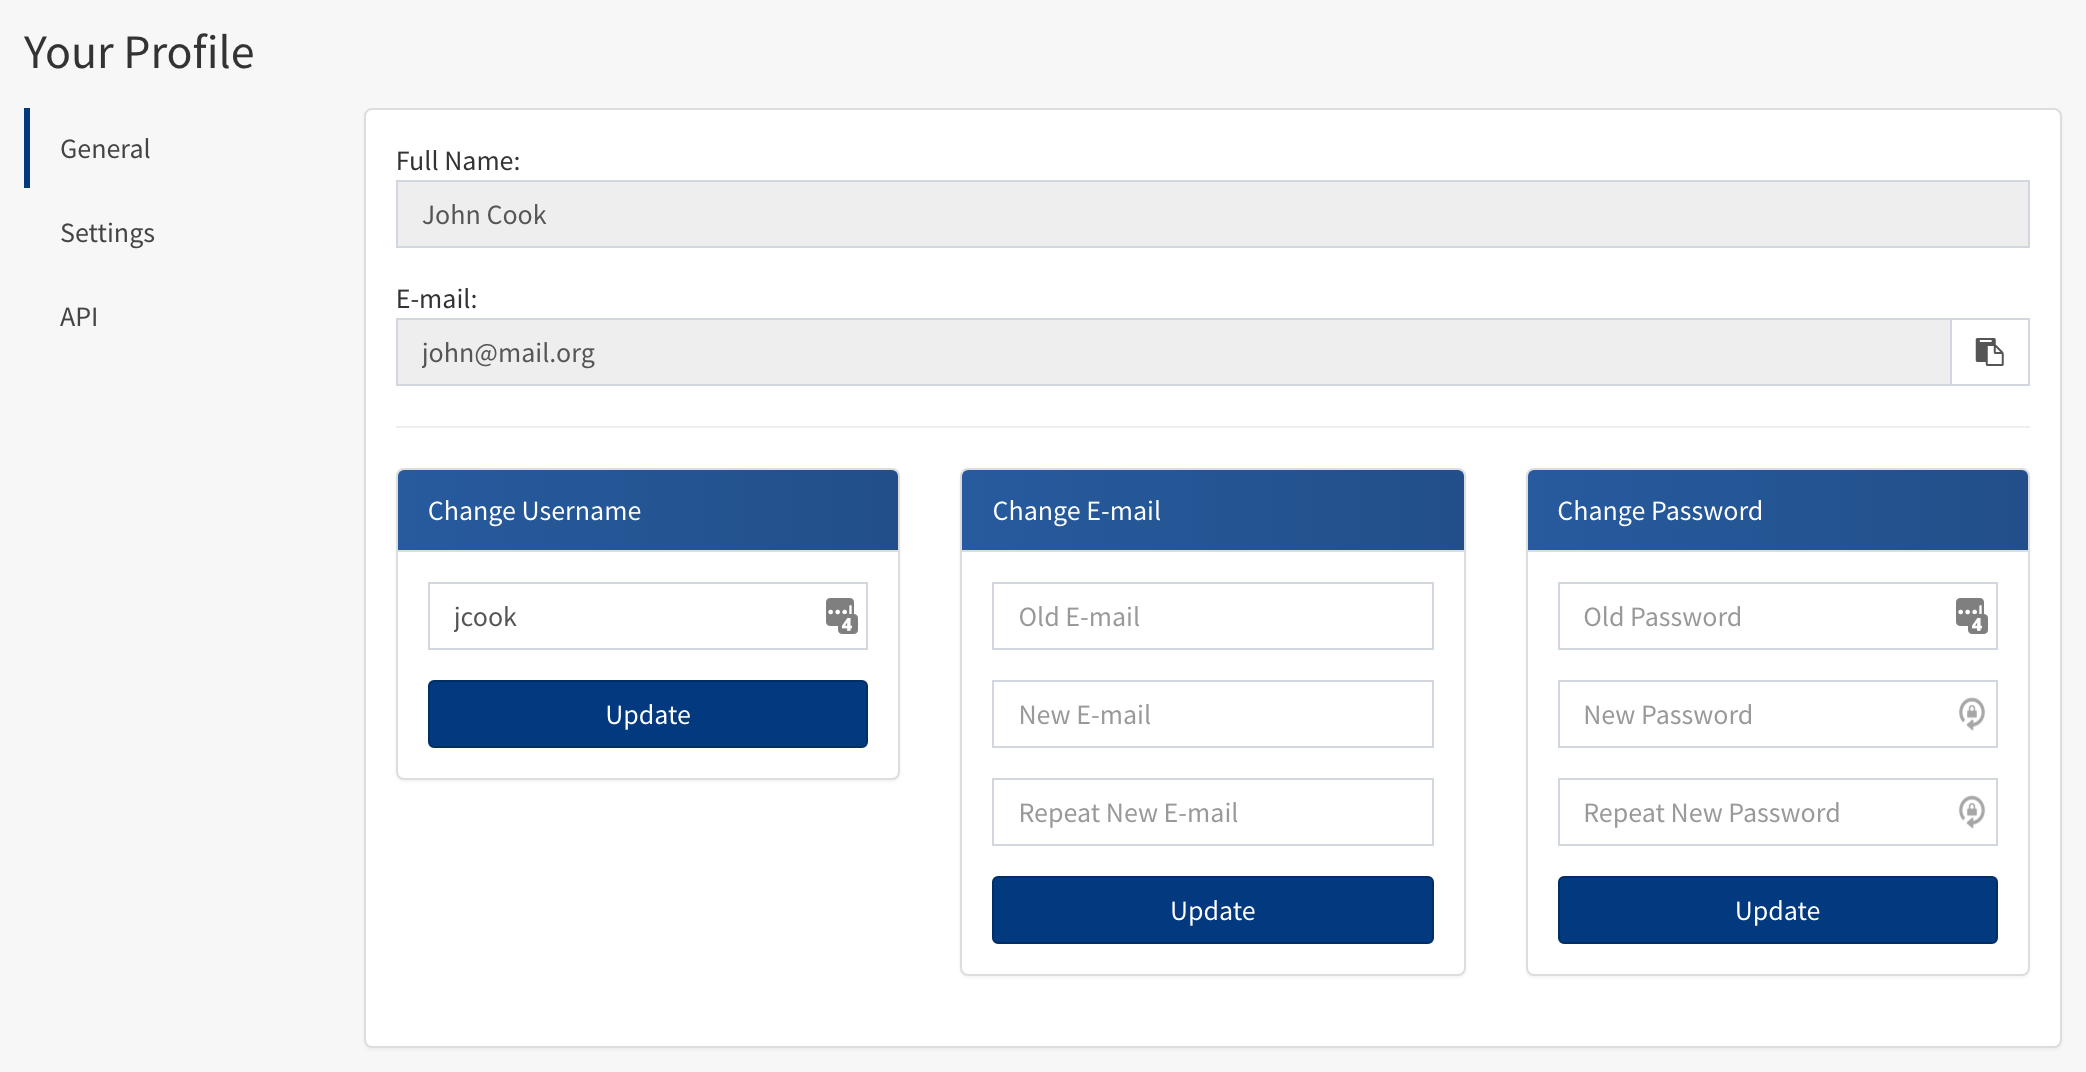 Your Profile
General
Settings
API
Full Name:
John Cook
E-mail:
john@mail.org
Change Username
jcook
4
Update
Change E-mail
Old E-mail
New E-mail
Repeat New E-mail
Update
Change Password
Old Password
4
New Password
Repeat New Password
Update